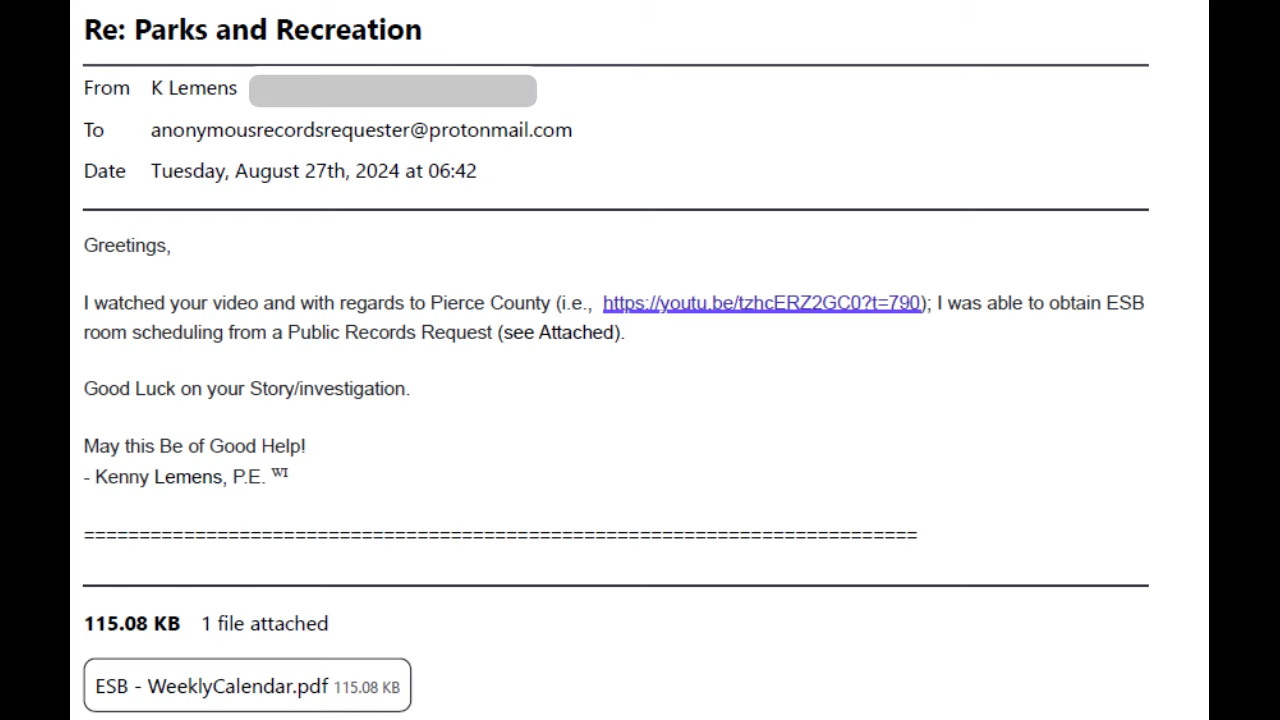 Re: Parks and Recreation
From K Lemens
To anonymousrecordsrequester@protonmail.com
Date Tuesday, August 27th, 2024 at 06:42
Greetings,
I watched your video and with regards to Pierce County (i.e., https://youtu.be/tzhcERZ2GC0?t=790); I was able to obtain ESB
room scheduling from a Public Records Request (see Attached).
Good Luck on your Story/investigation.
May this Be of Good Help!
- Kenny Lemens, P.E. WI
===========================================================================
115.08 KB 1 file attached
ESB - WeeklyCalendar.pdf 115.08 KB